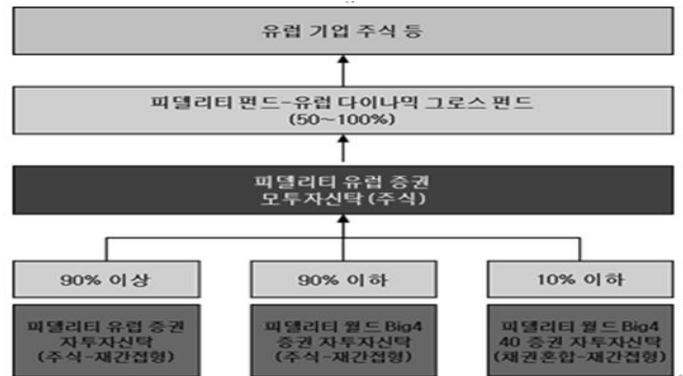 유럽 기업 주식 등
피델리티 펀드-유럽 다이나믹 그로스 펀드
(50~100%)
피델리티 유럽 증권
모투자신탁(주식)
90% 이상
90% 이하
10% 이하
피델리티 유럽 증권
자투자신탁
(주식-재간접형)
피델리티 월드 Big4
증권 자투자신탁
(주식-재간접형)
피델리티 월드 Big4
40 증권 자투자신탁
(채권혼합-재간접형)